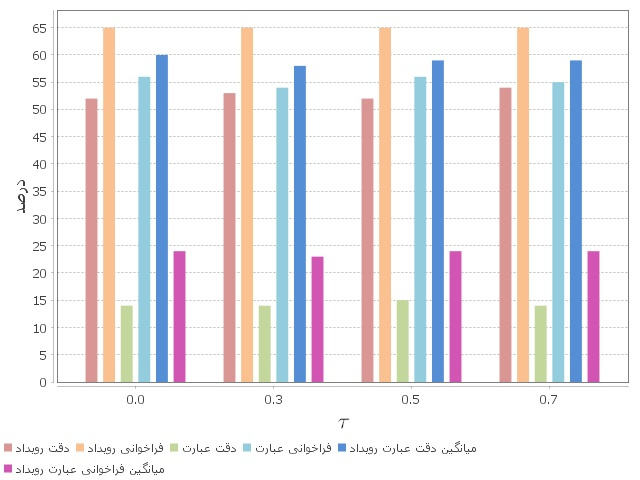 65
60
55
50
45
40
35
30
25
20
15
10
5
0
درصد
0.0 0.3 0.5 0.7
τ
دقت رویداد فراخوانی رویداد دقت عبارت فراخوانی عبارت میانگین دقت عبارت رویداد
میانگین فراخوانی عبارت رویداد